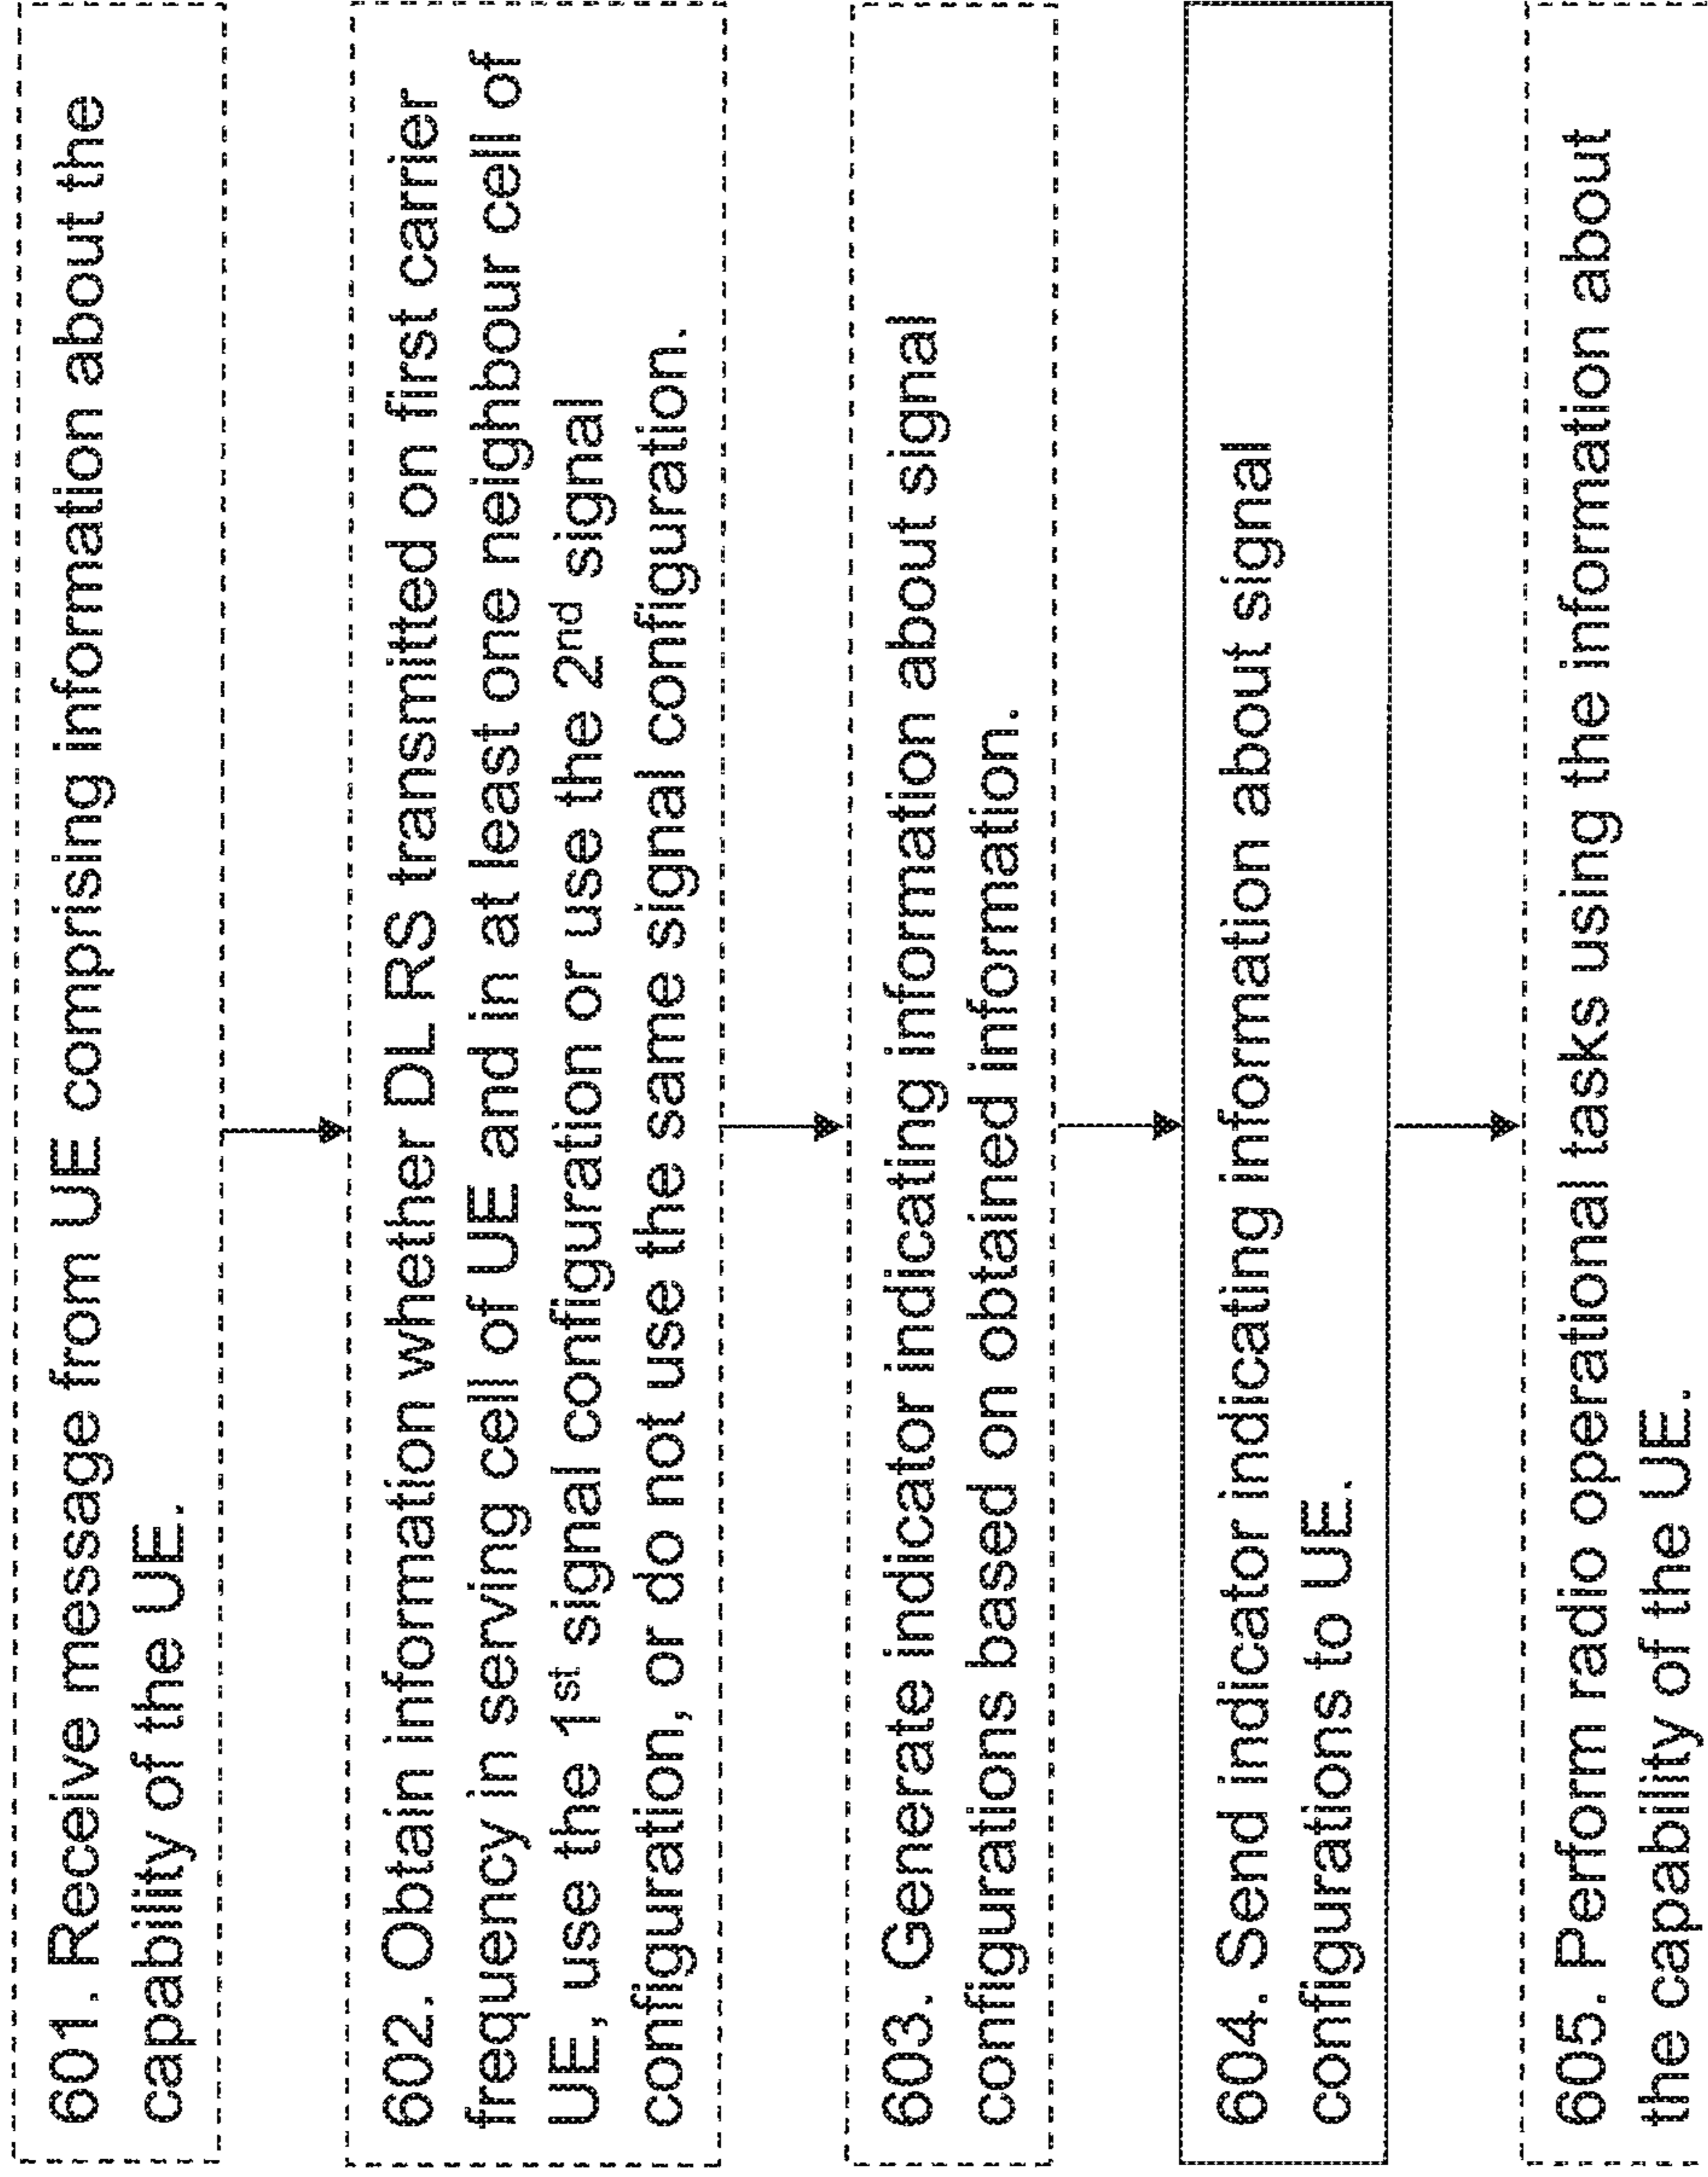 601. Receive message from UE comprising information about the
capability of the UE.
602. Obtain information whether DL RS transmitted on first carrier
frequency in serving cell of UE and in at least one neighbour cell of
UE, use the 1st signal configuration or use the 2nd signal
configuration, or do not use the same signal configuration.
603. Generate indicator indicating information about signal
configurations based on obtained information.
604. Send indicator indicating information about signal
configurations to UE.
605. Perform radio operational tasks using the information about
the capability of the UE.